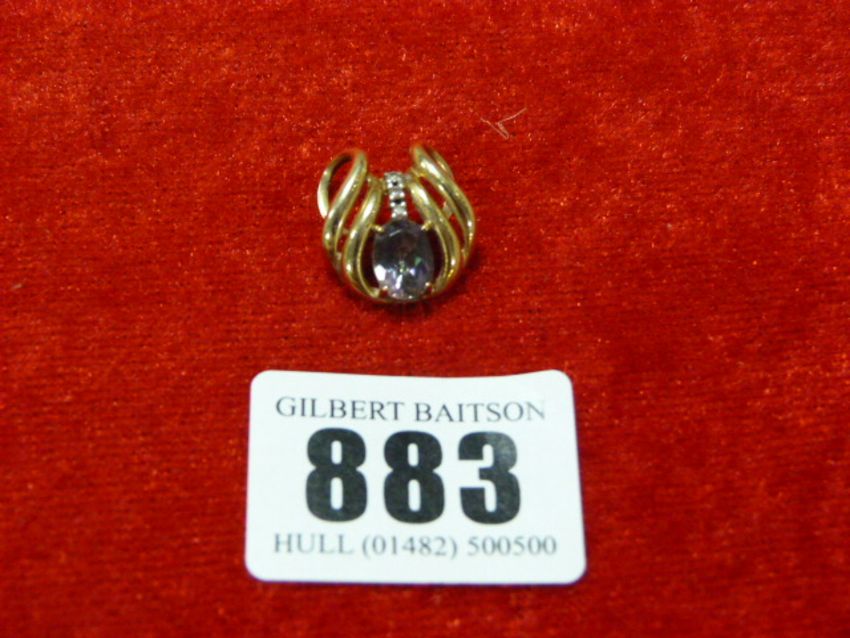 GILBERT BAITSON
883
HULL (01482) 500500